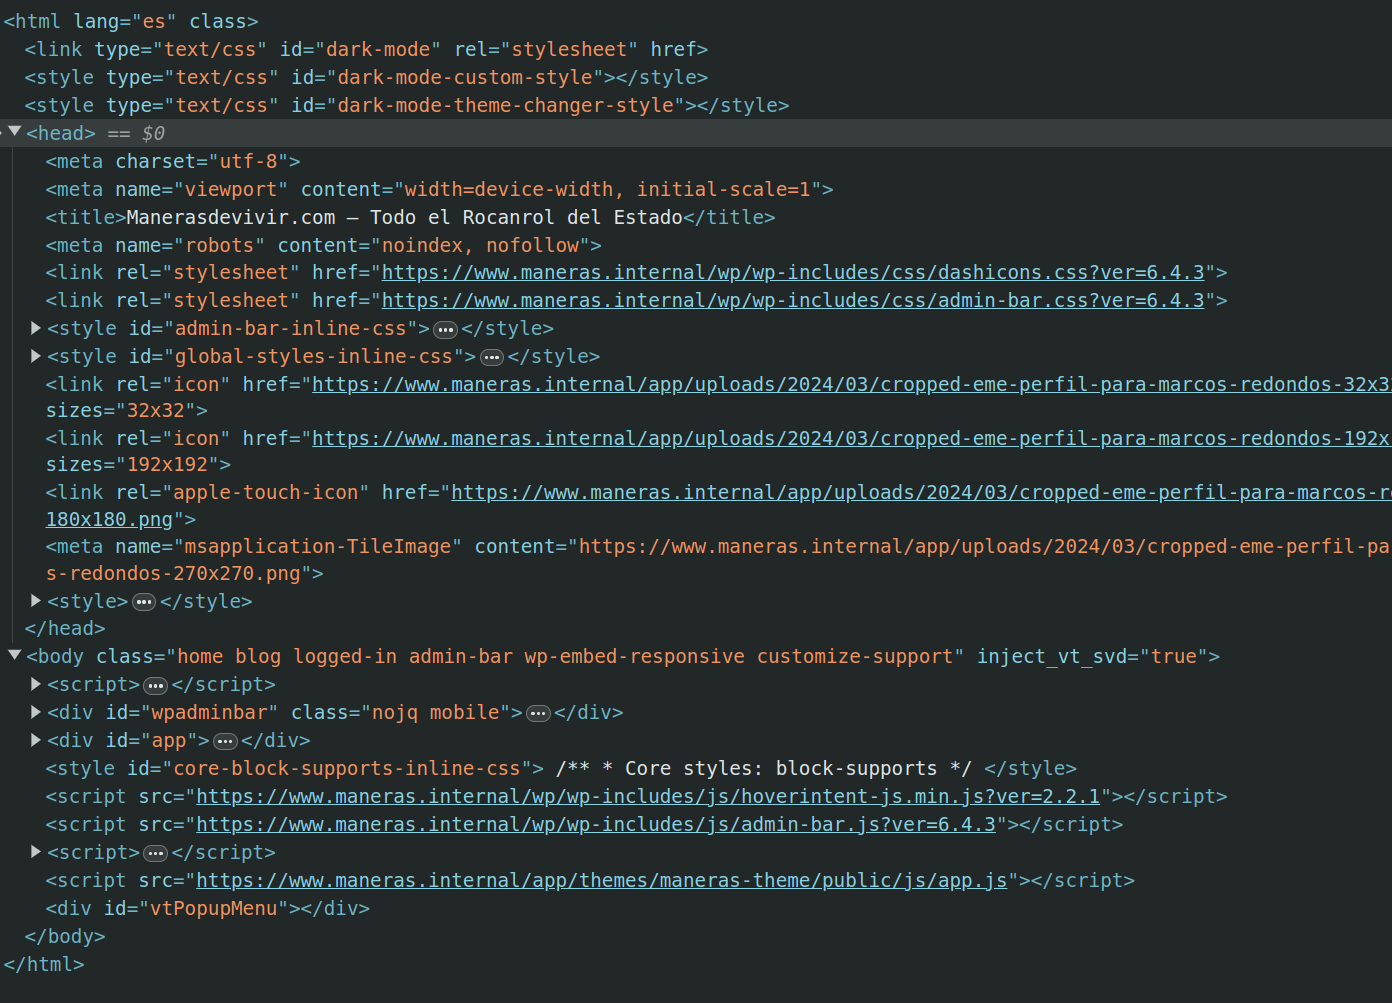 <html lang="es" class>
<link type="text/css" id="dark-mode" rel="stylesheet" href>
<style type="text/css" id="dark-mode-custom-style"></style>
<style type="text/css" id="dark-mode-theme-changer-style"></style>
<head> == $0
<meta charset="utf-8">
<meta name="viewport" content="width=device-width, initial-scale=1">
<title>Manerasdevivir.com – Todo el Rocanrol del Estado</title>
<meta name="robots" content="noindex, nofollow">
<link rel="stylesheet" href="https://www.maneras.internal/wp/wp-includes/css/dashicons.css?ver=6.4.3">
<link rel="stylesheet" href="https://www.maneras.internal/wp/wp-includes/css/admin-bar.css?ver=6.4.3">
<style id="admin-bar-inline-css">…</style>
<style id="global-styles-inline-css">…</style>
<link rel="icon" href="https://www.maneras.internal/app/uploads/2024/03/cropped-eme-perfil-para-marcos-redondos-32x3
sizes="32x32">
<link rel="icon" href="https://www.maneras.internal/app/uploads/2024/03/cropped-eme-perfil-para-marcos-redondos-192x
sizes="192x192">
<link rel="apple-touch-icon" href="https://www.maneras.internal/app/uploads/2024/03/cropped-eme-perfil-para-marcos-r
180x180.png">
<meta name="msapplication-TileImage" content="https://www.maneras.internal/app/uploads/2024/03/cropped-eme-perfil-pa
s-redondos-270x270.png">
<style>…</style>
</head>
<body class="home blog logged-in admin-bar wp-embed-responsive customize-support" inject_vt_svd="true">
<script>…</script>
<div id="wpadminbar" class="nojq mobile">…</div>
<div id="app">…</div>
<style id="core-block-supports-inline-css"> /** * Core styles: block-supports */ </style>
<script src="https://www.maneras.internal/wp/wp-includes/js/hoverintent-js.min.js?ver=2.2.1"></script>
<script src="https://www.maneras.internal/wp/wp-includes/js/admin-bar.js?ver=6.4.3"></script>
<script>…</script>
<script src="https://www.maneras.internal/app/themes/maneras-theme/public/js/app.js"></script>
<div id="vtPopupMenu"></div>
</body>
</html>